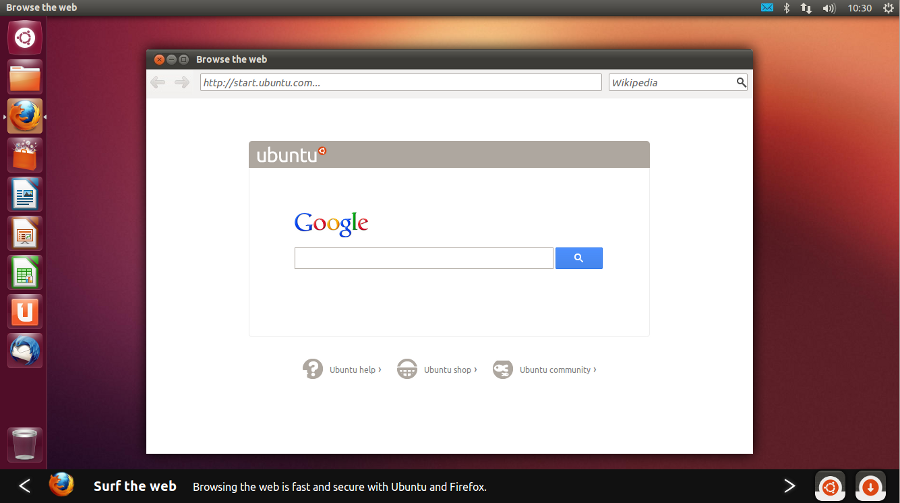 Browse the web
10:30
Browse the web
http://start.ubuntu.com...
Wikipedia
ubuntu
Google
Ubuntu help ›
Ubuntu shop ›
Ubuntu community ›
Surf the web
Browsing the web is fast and secure with Ubuntu and Firefox.